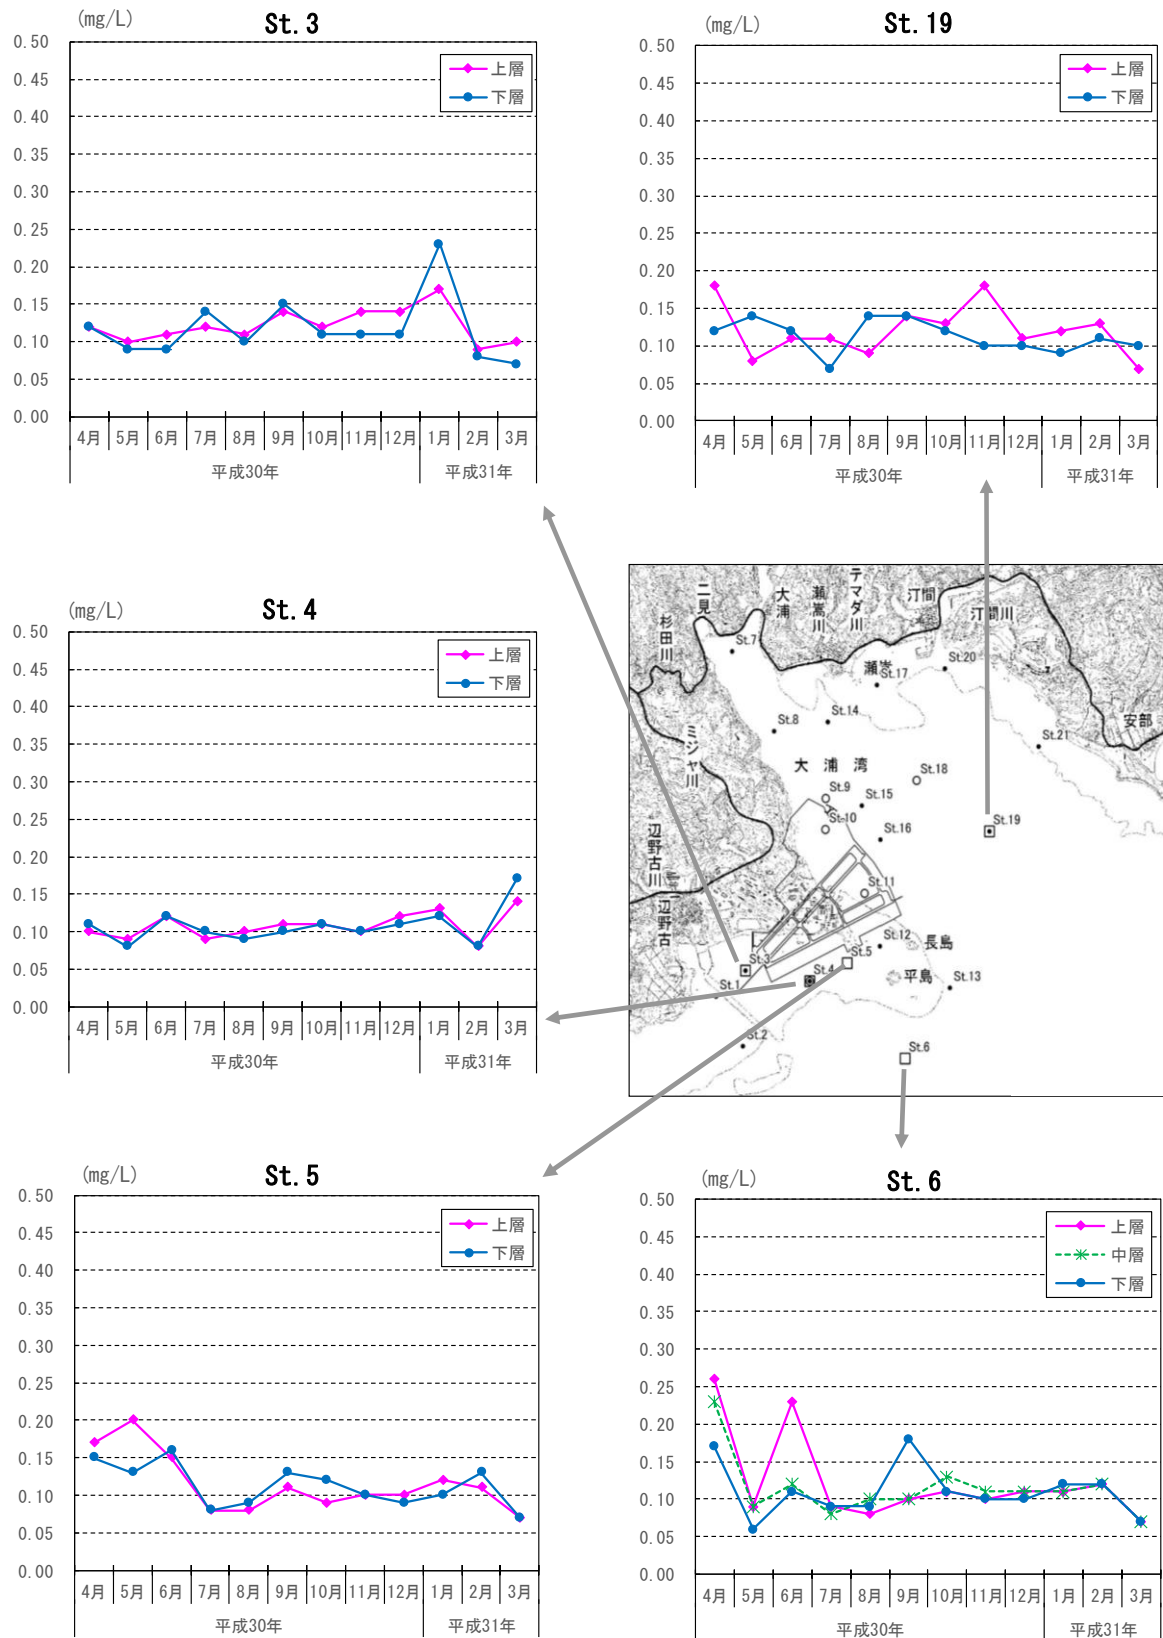 (mg/L)
St. 3
0.50
0.45
0.40
0.35
0.30
0.25
0.20
0.15
0.10
0.05
0.00
上層
下層
4月 5月 6月 7月 8月 9月 10月 11月 12月 1月 2月 3月
平成30年 平成31年
(mg/L)
St. 19
0.50
0.45
0.40
0.35
0.30
0.25
0.20
0.15
0.10
0.05
0.00
上層
下層
4月 5月 6月 7月 8月 9月 10月 11月 12月 1月 2月 3月
平成30年 平成31年
(mg/L)
St. 4
0.50
0.45
0.40
0.35
0.30
0.25
0.20
0.15
0.10
0.05
0.00
上層
下層
4月 5月 6月 7月 8月 9月 10月 11月 12月 1月 2月 3月
平成30年 平成31年
杉田川
二見
大浦
瀬嵩川
テマダ川
汀間
汀間川
St.7
瀬嵩
St.17
St.20
安部
St.21
St.8
St.14
ミジャ川
大浦湾
St.18
St.9
St.15
St.10
St.16
St.19
辺野古川
辺野古
St.11
St.12
長島
St.3
St.5
St.4
平島
St.13
St.1
St.2
St.6
(mg/L)
St. 5
0.50
0.45
0.40
0.35
0.30
0.25
0.20
0.15
0.10
0.05
0.00
上層
下層
4月 5月 6月 7月 8月 9月 10月 11月 12月 1月 2月 3月
平成30年 平成31年
(mg/L)
St. 6
0.50
0.45
0.40
0.35
0.30
0.25
0.20
0.15
0.10
0.05
0.00
上層
中層
下層
4月 5月 6月 7月 8月 9月 10月 11月 12月 1月 2月 3月
平成30年 平成31年